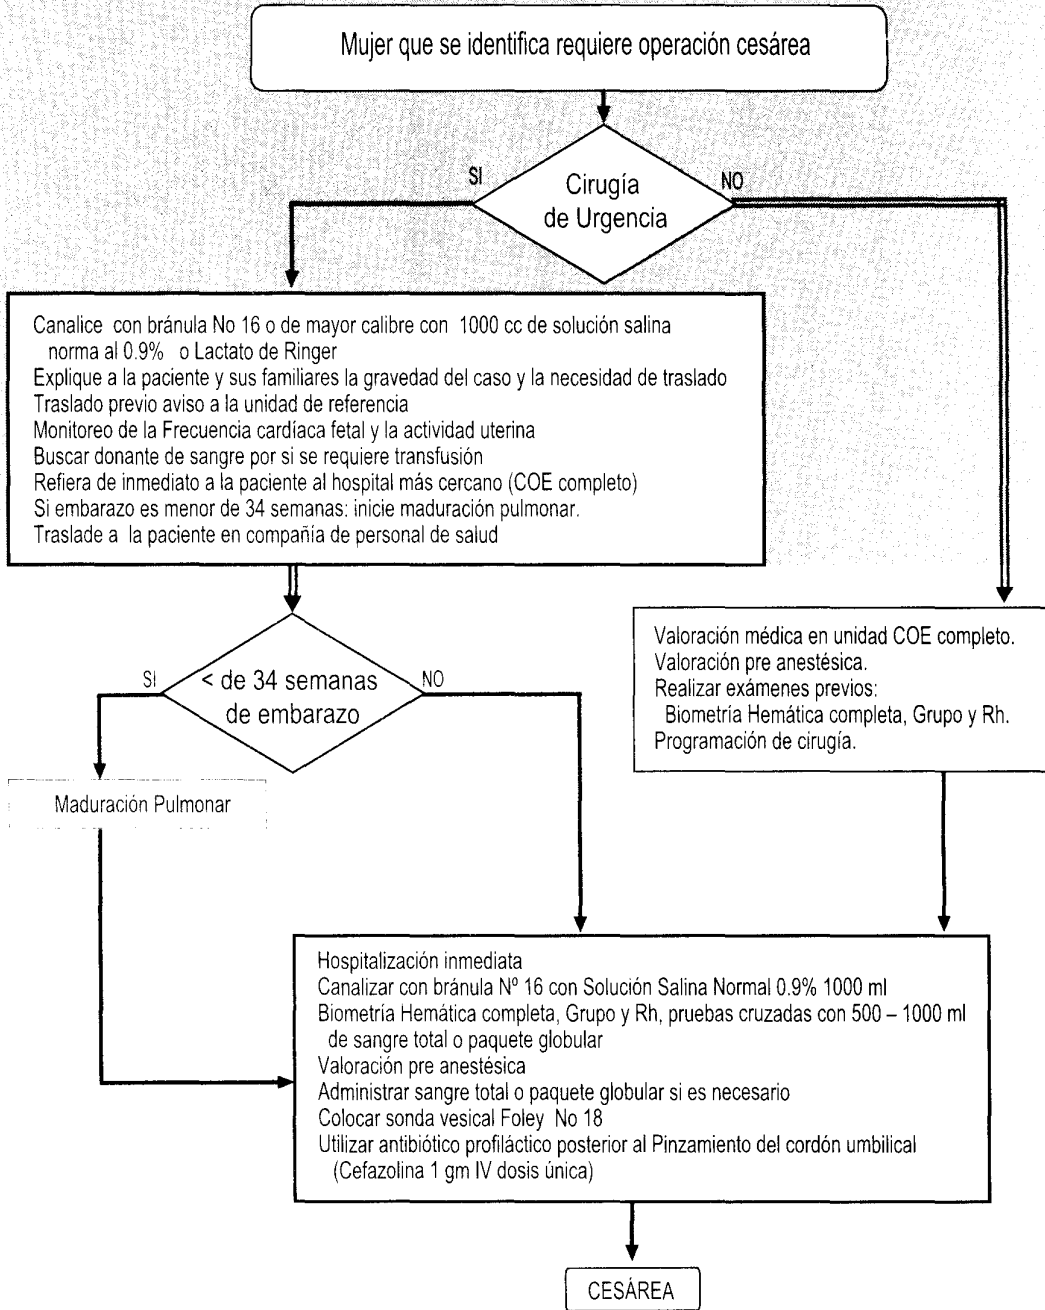 Mujer que se identifica requiere operación cesárea
Cirugía
de Urgencia
SI
NO
Canalice con bránula No 16 o de mayor calibre con 1000 cc de solución salina
norma al 0.9% o Lactato de Ringer
Explique a la paciente y sus familiares la gravedad del caso y la necesidad de traslado
Traslado previo aviso a la unidad de referencia
Monitoreo de la Frecuencia cardíaca fetal y la actividad uterina
Buscar donante de sangre por si se requiere transfusión
Refiera de inmediato a la paciente al hospital más cercano (COE completo)
Si embarazo es menor de 34 semanas: inicie maduración pulmonar.
Traslade a la paciente en compañía de personal de salud
Valoración médica en unidad COE completo.
Valoración pre anestésica.
Realizar exámenes previos:
Biometría Hemática completa, Grupo y Rh.
Programación de cirugía.
SI
< de 34 semanas
de embarazo
NO
Maduración Pulmonar
Hospitalización inmediata
Canalizar con bránula Nº 16 con Solución Salina Normal 0.9% 1000 ml
Biometría Hemática completa, Grupo y Rh, pruebas cruzadas con 500 – 1000 ml
de sangre total o paquete globular
Valoración pre anestésica
Administrar sangre total o paquete globular si es necesario
Colocar sonda vesical Foley No 18
Utilizar antibiótico profiláctico posterior al Pinzamiento del cordón umbilical
(Cefazolina 1 gm IV dosis única)
CESÁREA